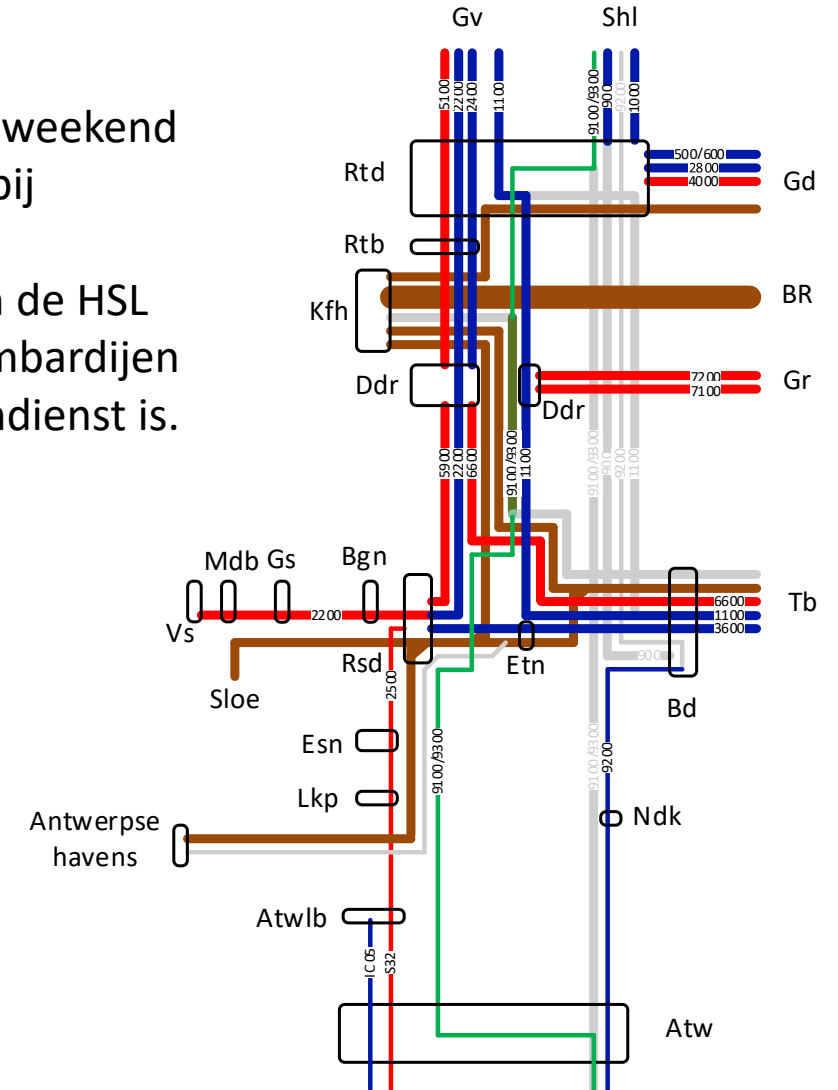 Gv
Shl
weekend
bij
n de HSL
mbardijen
ndienst is.
5100
2200
2400
1100
9100/9300
900
9200
1000
Rtd
500/600
2800
4000
Gd
Rtb
Kfh
BR
Ddr
Ddr
7200
7100
Gr
5900
2200
6600
9100/9300
1100
9100/9300
900
9200
1100
Mdb
Gs
Bgn
Vs
2200
Rsd
Etn
6600
1100
3600
Tb
900
Bd
Sloe
2500
Esn
9100/9300
9100/9300
9200
Lkp
Ndk
Antwerpse
havens
Atwlb
IC 05
S32
Atw